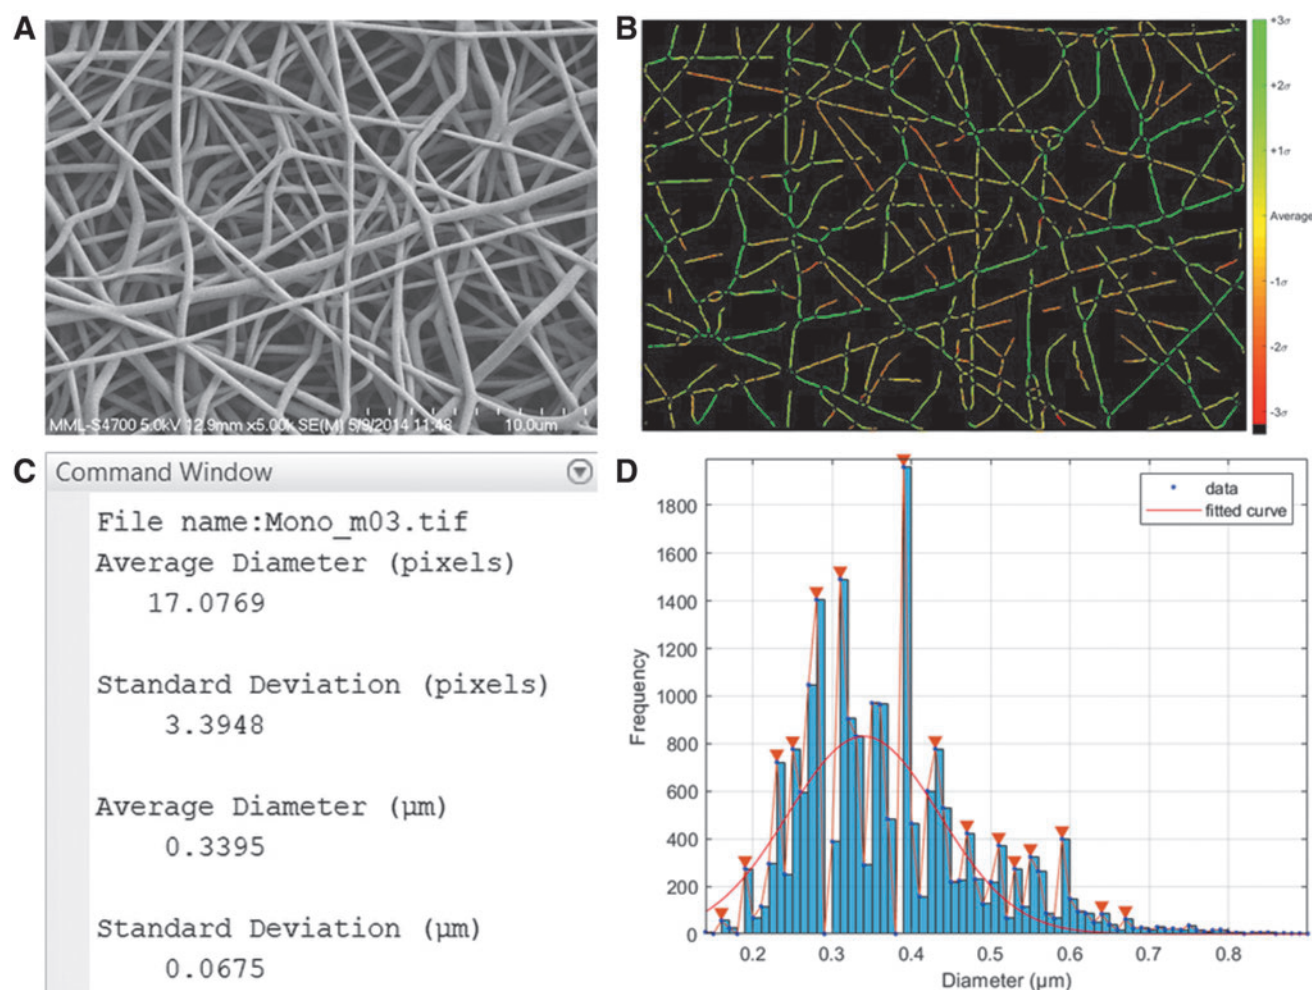 A
MML-S4700 5.0kV 12.9mm x5.00k SE(M) 5/9/2014 11:48 10.0um
B
+3σ
+2σ
+1σ
Average
-1σ
-2σ
-3σ
C
Command Window
File name:Mono_m03.tif
Average Diameter (pixels)
17.0769
Standard Deviation (pixels)
3.3948
Average Diameter (µm)
0.3395
Standard Deviation (µm)
0.0675
D
data
fitted curve
Frequency
1800
1600
1400
1200
1000
800
600
400
200
0
0.2 0.3 0.4 0.5 0.6 0.7 0.8
Diameter (µm)